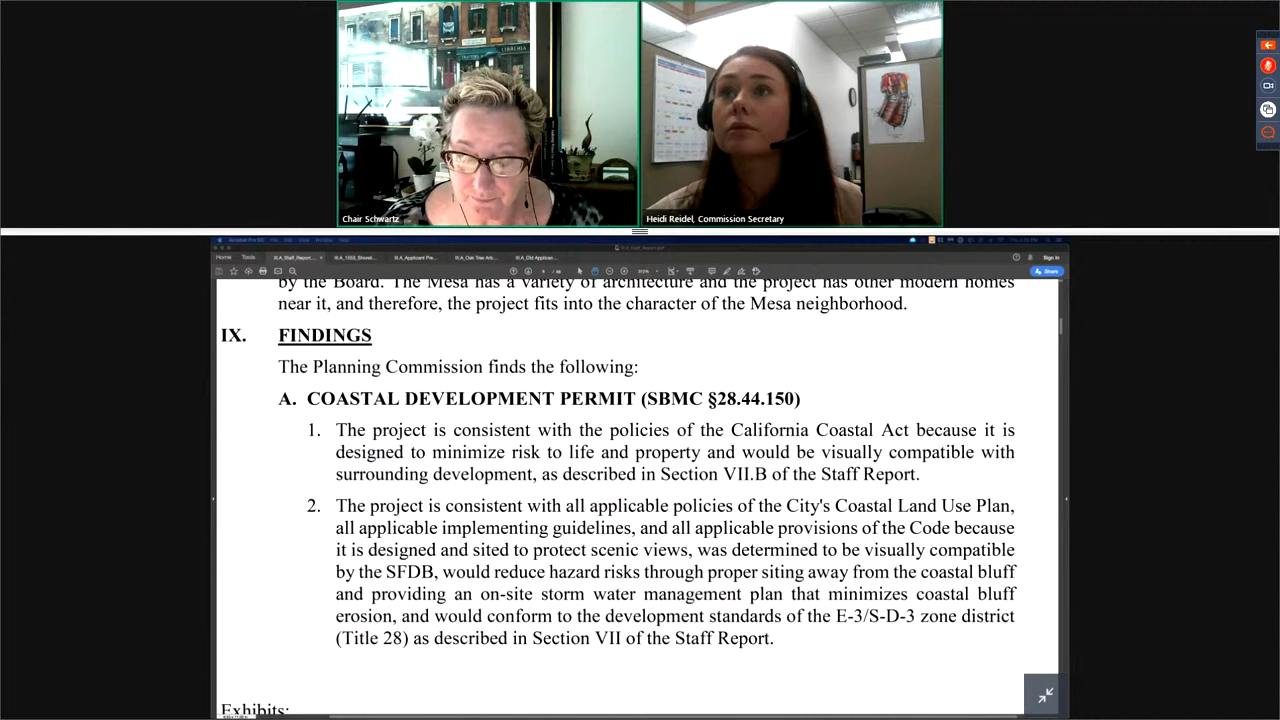 LIBRERIA
Chair Schwartz
Heidi Reidel, Commission Secretary
Home Tools
Sign In
Share
by the Board. The Mesa has a variety of architecture and the project has other modern homes
near it, and therefore, the project fits into the character of the Mesa neighborhood.
IX. FINDINGS
The Planning Commission finds the following:
A. COASTAL DEVELOPMENT PERMIT (SBMC §28.44.150)
1. The project is consistent with the policies of the California Coastal Act because it is
designed to minimize risk to life and property and would be visually compatible with
surrounding development, as described in Section VII.B of the Staff Report.
2. The project is consistent with all applicable policies of the City's Coastal Land Use Plan,
all applicable implementing guidelines, and all applicable provisions of the Code because
it is designed and sited to protect scenic views, was determined to be visually compatible
by the SFDB, would reduce hazard risks through proper siting away from the coastal bluff
and providing an on-site storm water management plan that minimizes coastal bluff
erosion, and would conform to the development standards of the E-3/S-D-3 zone district
(Title 28) as described in Section VII of the Staff Report.
Exhibits: